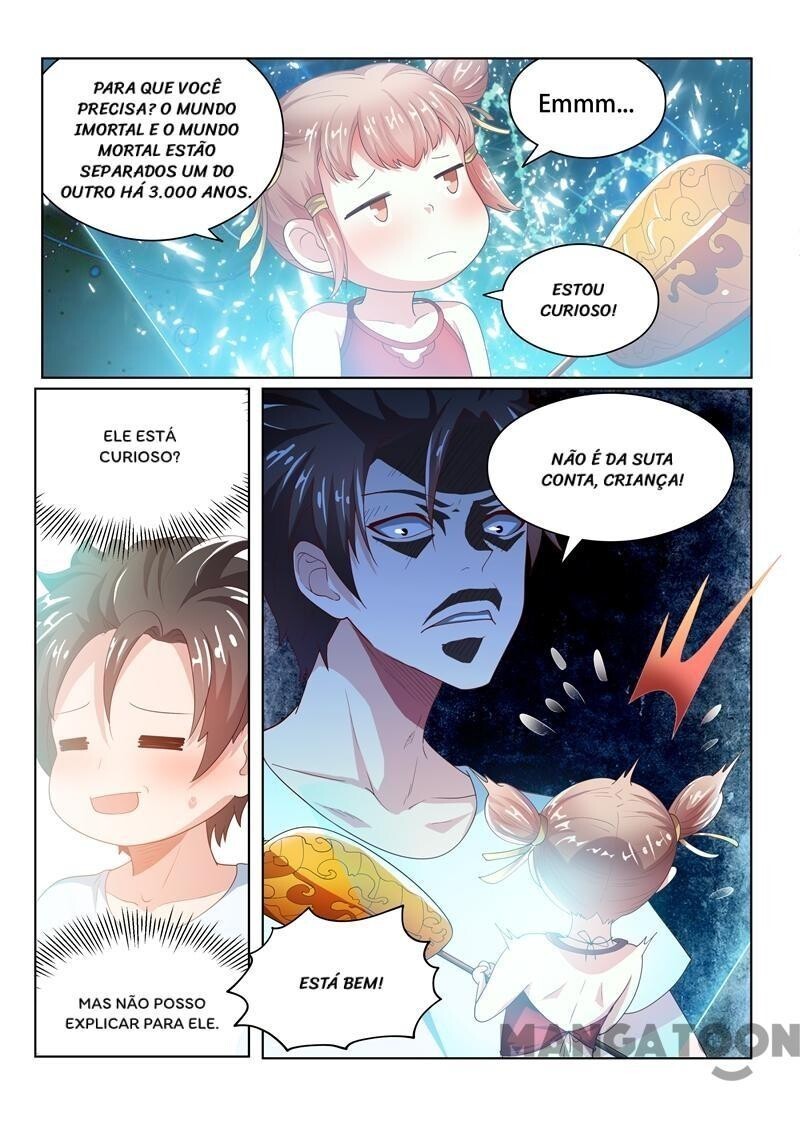 PARA QUE VOCÊ
PRECISA? O MUNDO
IMORTAL E O MUNDO
MORTAL ESTÃO
SEPARADOS UM DO
OUTRO HÁ 3.000 ANOS.
Emmm...
ESTOU
CURIOSO!
ELE ESTÁ
CURIOSO?
NÃO É DA SUTA
CONTA, CRIANÇA!
MAS NÃO POSSO
EXPLICAR PARA ELE.
ESTÁ BEM!
MANGATOON